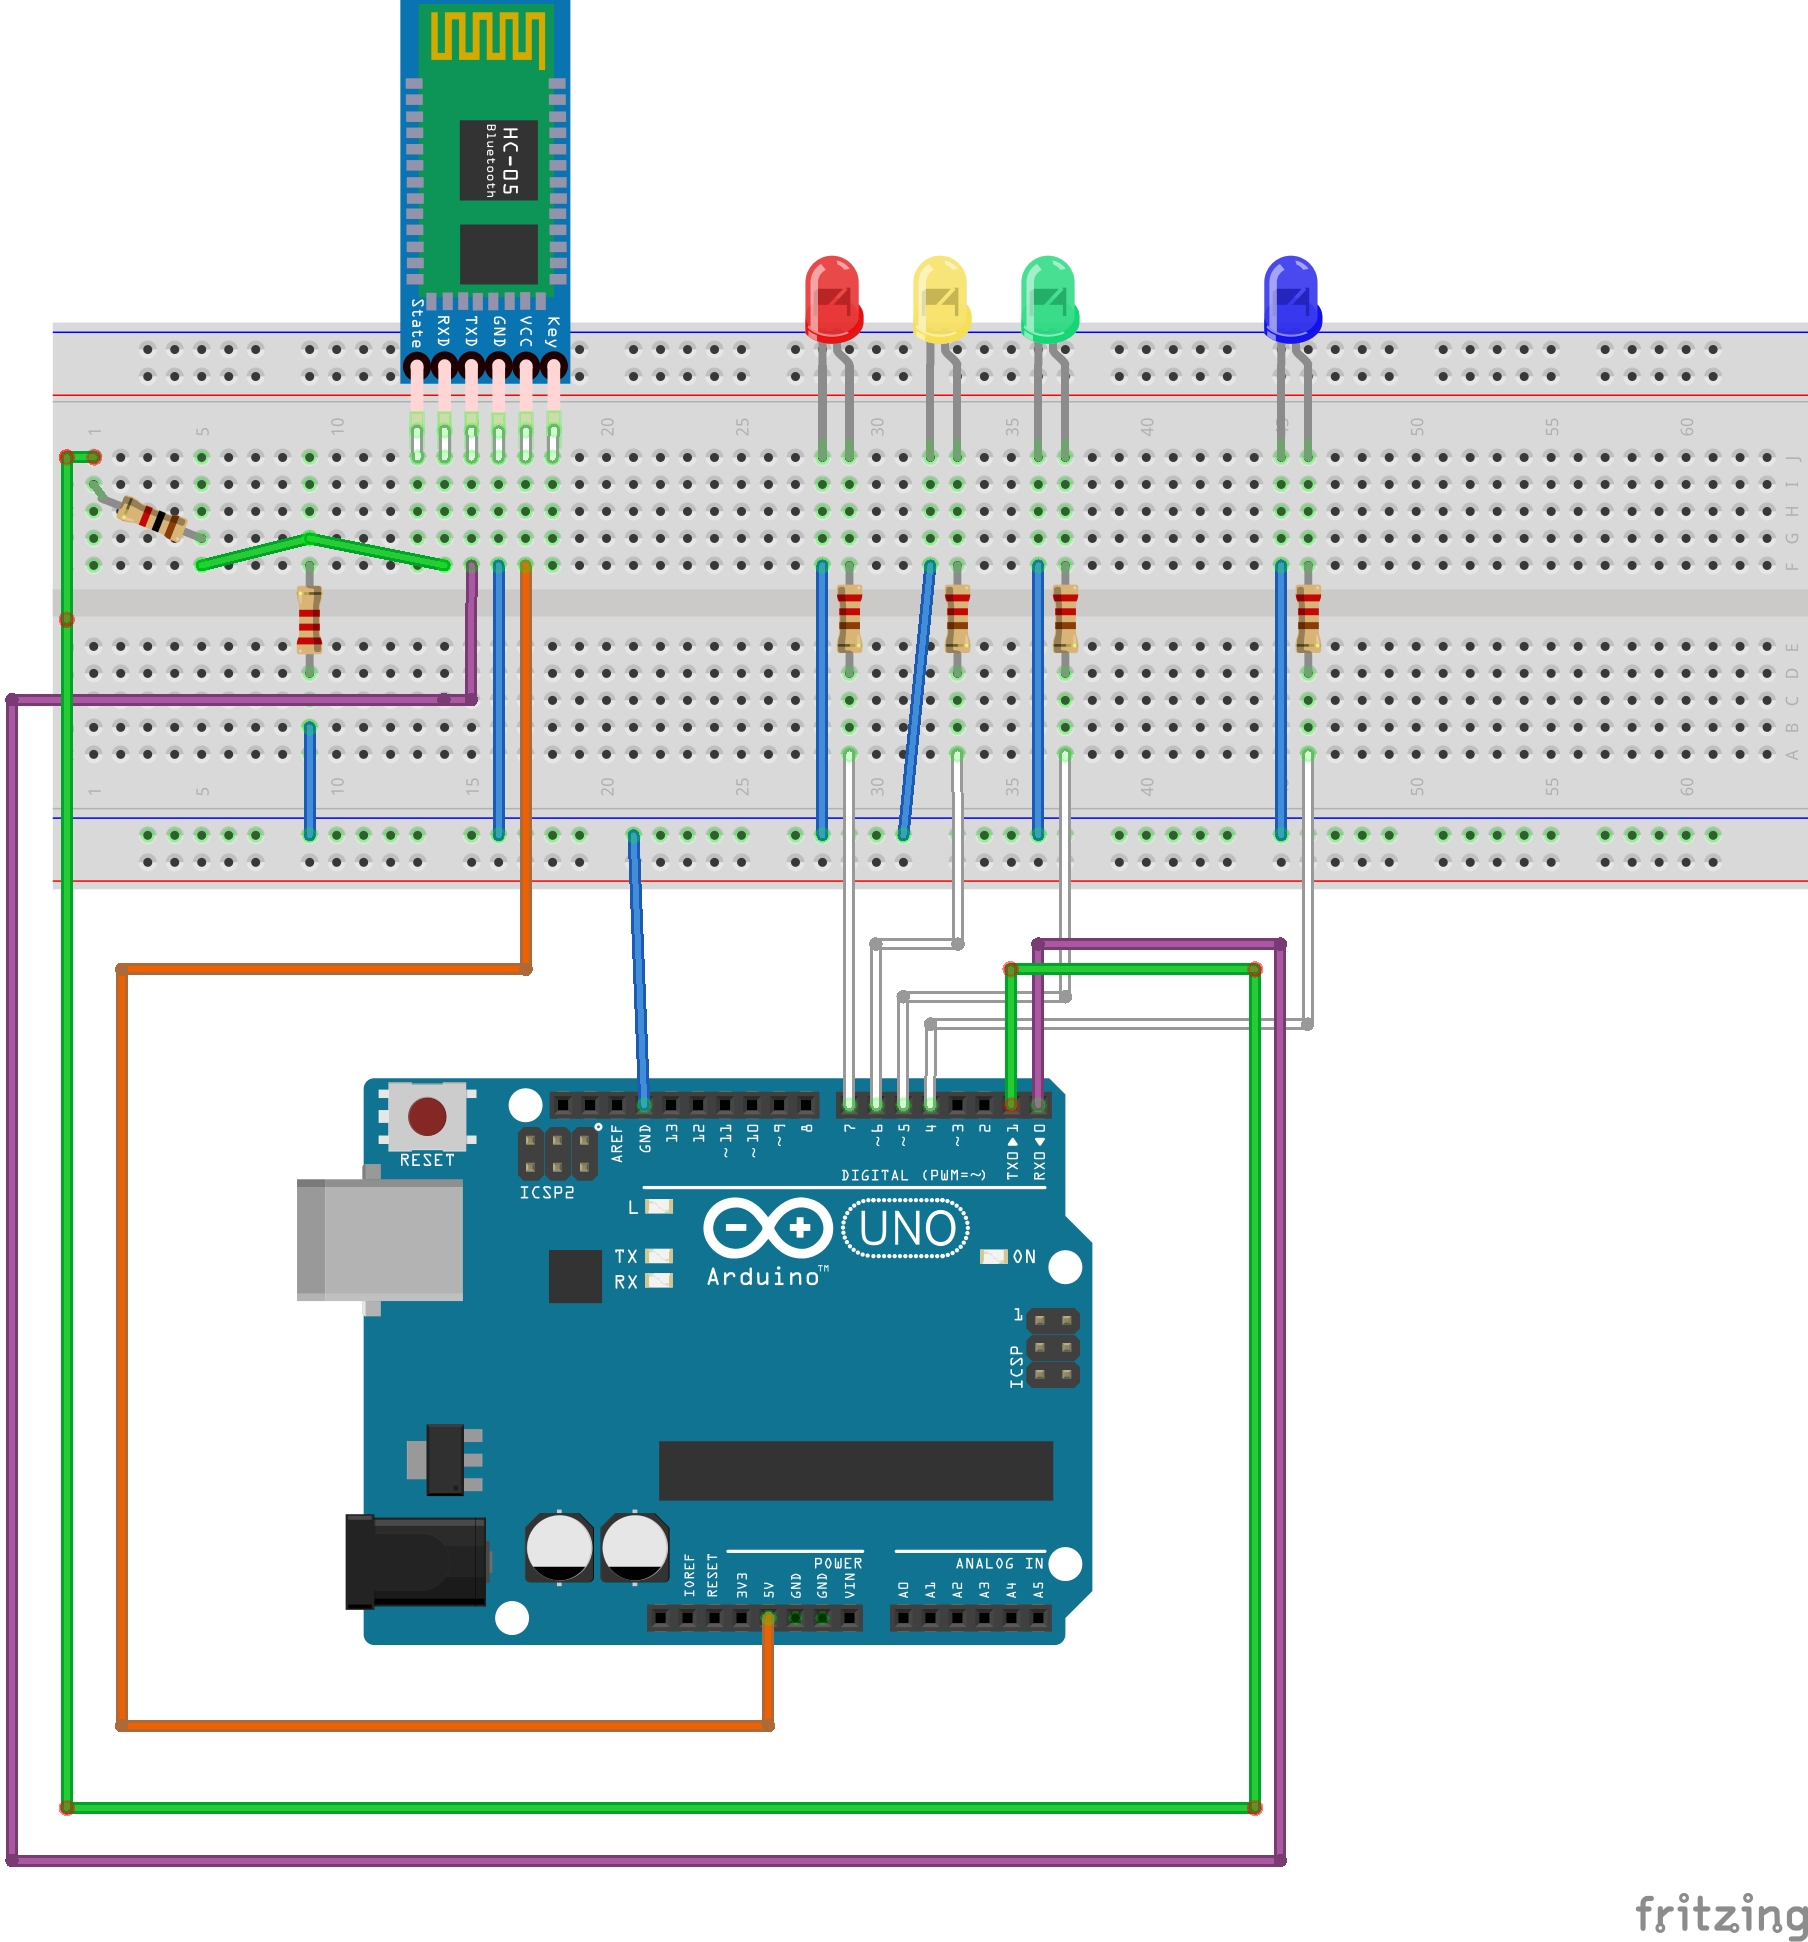 HC-05
Bluetooth
State RXD TXD GND VCC Key
1 5 10 20 25 30 35 40 45 50 55 60
J
I
H
G
F
E
D
C
B
A
1 5 10 15 20 25 30 35 40 50 55 60
RESET
ICSP2
AREF GND 13 12 ~11 ~10 ~9 8
7 ~6 ~5 4 ~3 2 TX0▶1 RX0◀0
DIGITAL (PWM=~)
L
TX
RX
UNO
Arduino™
ON
1
ICSP
POWER
ANALOG IN
IOREF RESET 3V3 5V GND GND VIN
A0 A1 A2 A3 A4 A5
fritzing